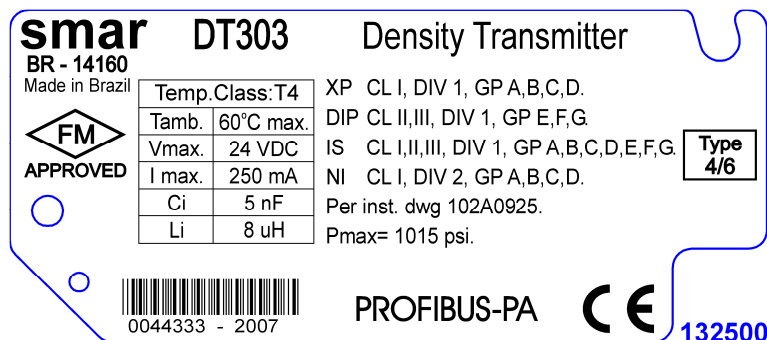 smar DT303 Density Transmitter
BR - 14160
Made in Brazil
FM
APPROVED
Temp.Class:T4
Tamb. 60°C max.
Vmax. 24 VDC
I max. 250 mA
Ci 5 nF
Li 8 uH
XP CL I, DIV 1, GP A,B,C,D.
DIP CL II,III, DIV 1, GP E,F,G.
IS CL I,II,III, DIV 1, GP A,B,C,D,E,F,G.
NI CL I, DIV 2, GP A,B,C,D.
Per inst. dwg 102A0925.
Pmax= 1015 psi.
Type
4/6
0044333 - 2007
PROFIBUS-PA
CE
132500